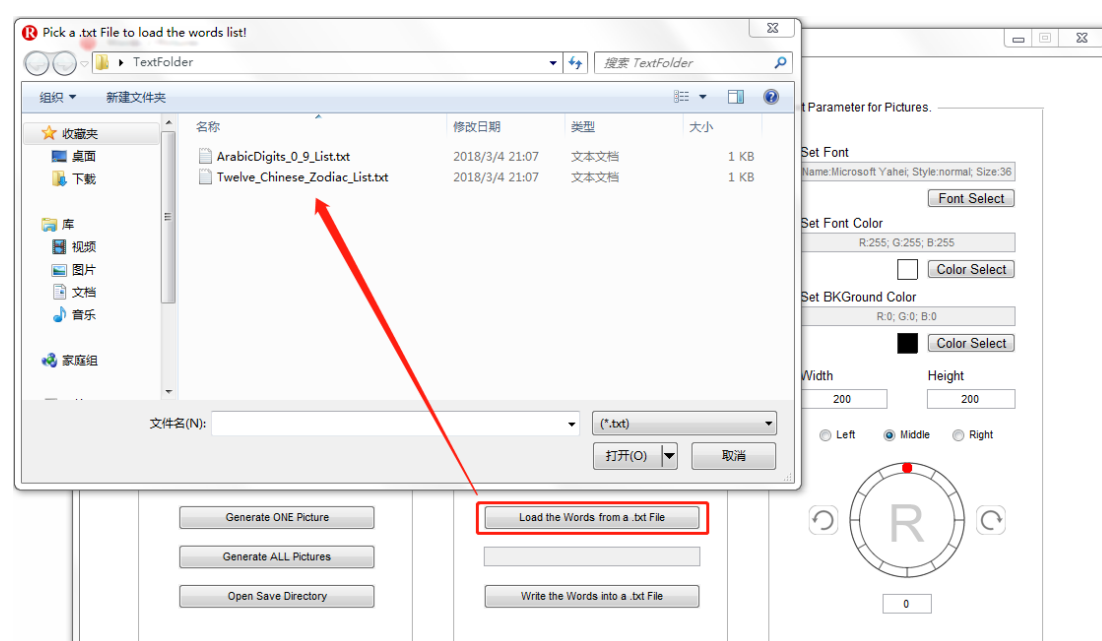 Pick a .txt File to load the words list!
TextFolder
搜索 TextFolder
组织
新建文件夹
收藏夹
桌面
下载
库
视频
图片
文档
音乐
家庭组
名称 修改日期 类型 大小
ArabicDigits_0_9_List.txt 2018/3/4 21:07 文本文档 1 KB
Twelve_Chinese_Zodiac_List.txt 2018/3/4 21:07 文本文档 1 KB
文件名(N):
(*.txt)
打开(O)
取消
Generate ONE Picture
Generate ALL Pictures
Open Save Directory
Load the Words from a .txt File
Write the Words into a .txt File
t Parameter for Pictures.
Set Font
Name:Microsoft Yahei; Style:normal; Size:36
Font Select
Set Font Color
R:255; G:255; B:255
Color Select
Set BKGround Color
R:0; G:0; B:0
Color Select
Width Height
200 200
Left Middle Right
R
0